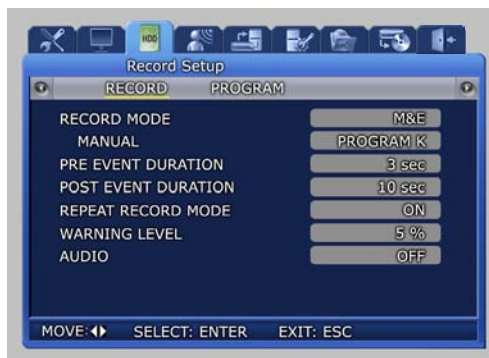 HDD
Record Setup
RECORD PROGRAM
RECORD MODE M&E
MANUAL PROGRAM K
PRE EVENT DURATION 3 sec
POST EVENT DURATION 10 sec
REPEAT RECORD MODE ON
WARNING LEVEL 5 %
AUDIO OFF
MOVE: SELECT: ENTER EXIT: ESC